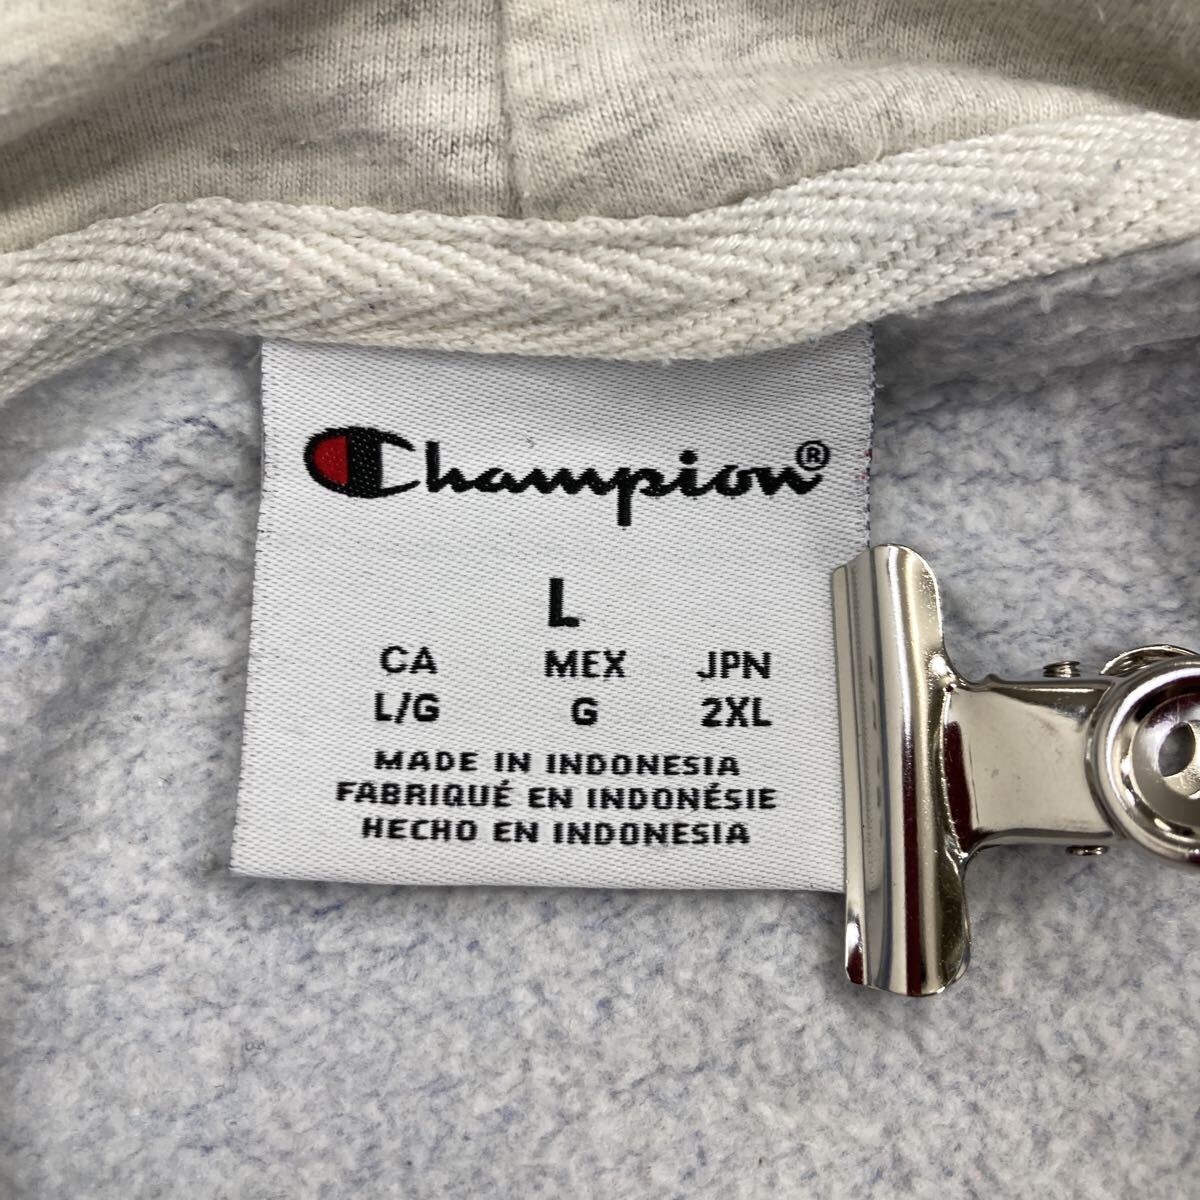 Champion®
L
CA MEX JPN
L/G G 2XL
MADE IN INDONESIA
FABRIQUÉ EN INDONÉSIE
HECHO EN INDONESIA